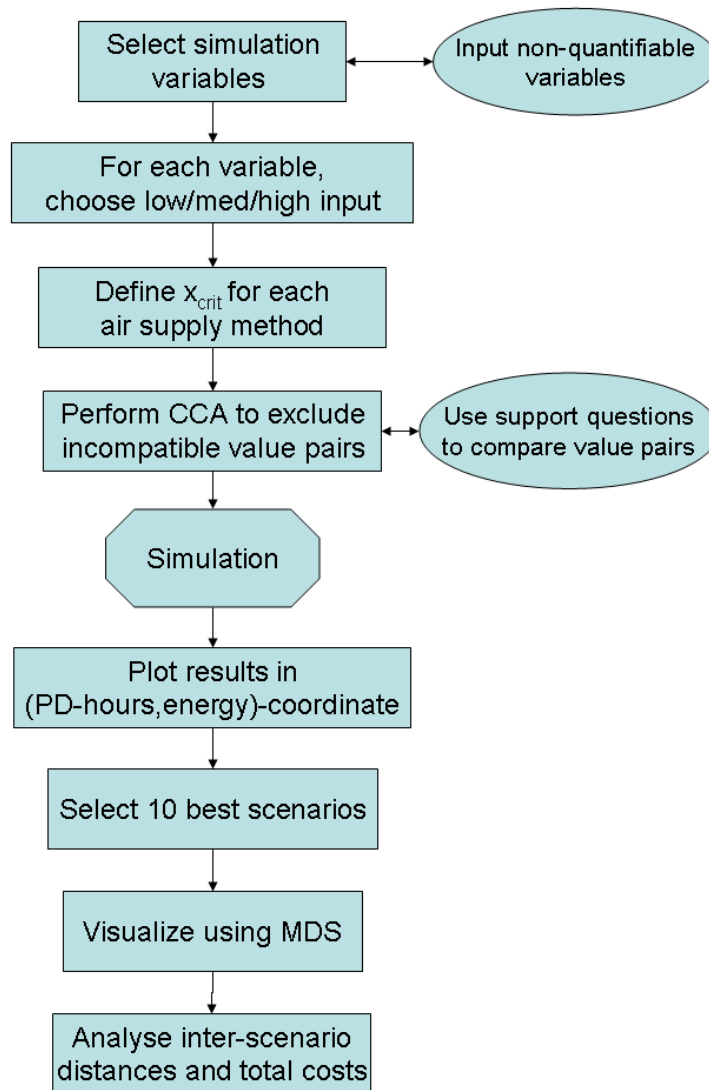 Select simulation
variables
Input non-quantifiable
variables
For each variable,
choose low/med/high input
Define xcrit for each
air supply method
Perform CCA to exclude
incompatible value pairs
Use support questions
to compare value pairs
Simulation
Plot results in
(PD-hours,energy)-coordinate
Select 10 best scenarios
Visualize using MDS
Analyse inter-scenario
distances and total costs